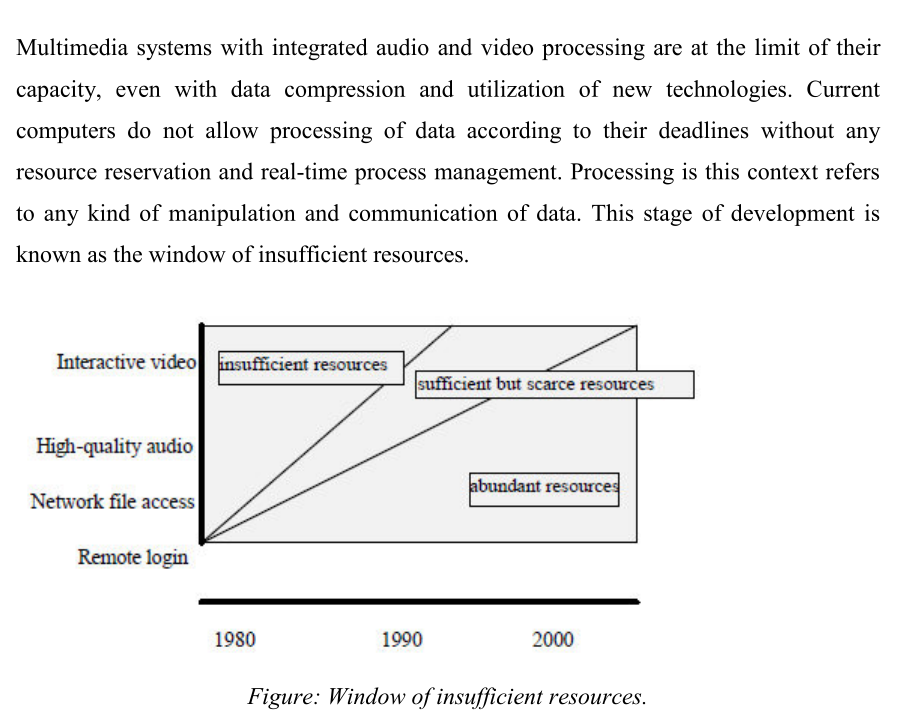 Multimedia systems with integrated audio and video processing are at the limit of their
capacity, even with data compression and utilization of new technologies. Current
computers do not allow processing of data according to their deadlines without any
resource reservation and real-time process management. Processing is this context refers
to any kind of manipulation and communication of data. This stage of development is
known as the window of insufficient resources.
Interactive video
insufficient resources
sufficient but scarce resources
High-quality audio
abundant resources
Network file access
Remote login
1980 1990 2000
Figure: Window of insufficient resources.